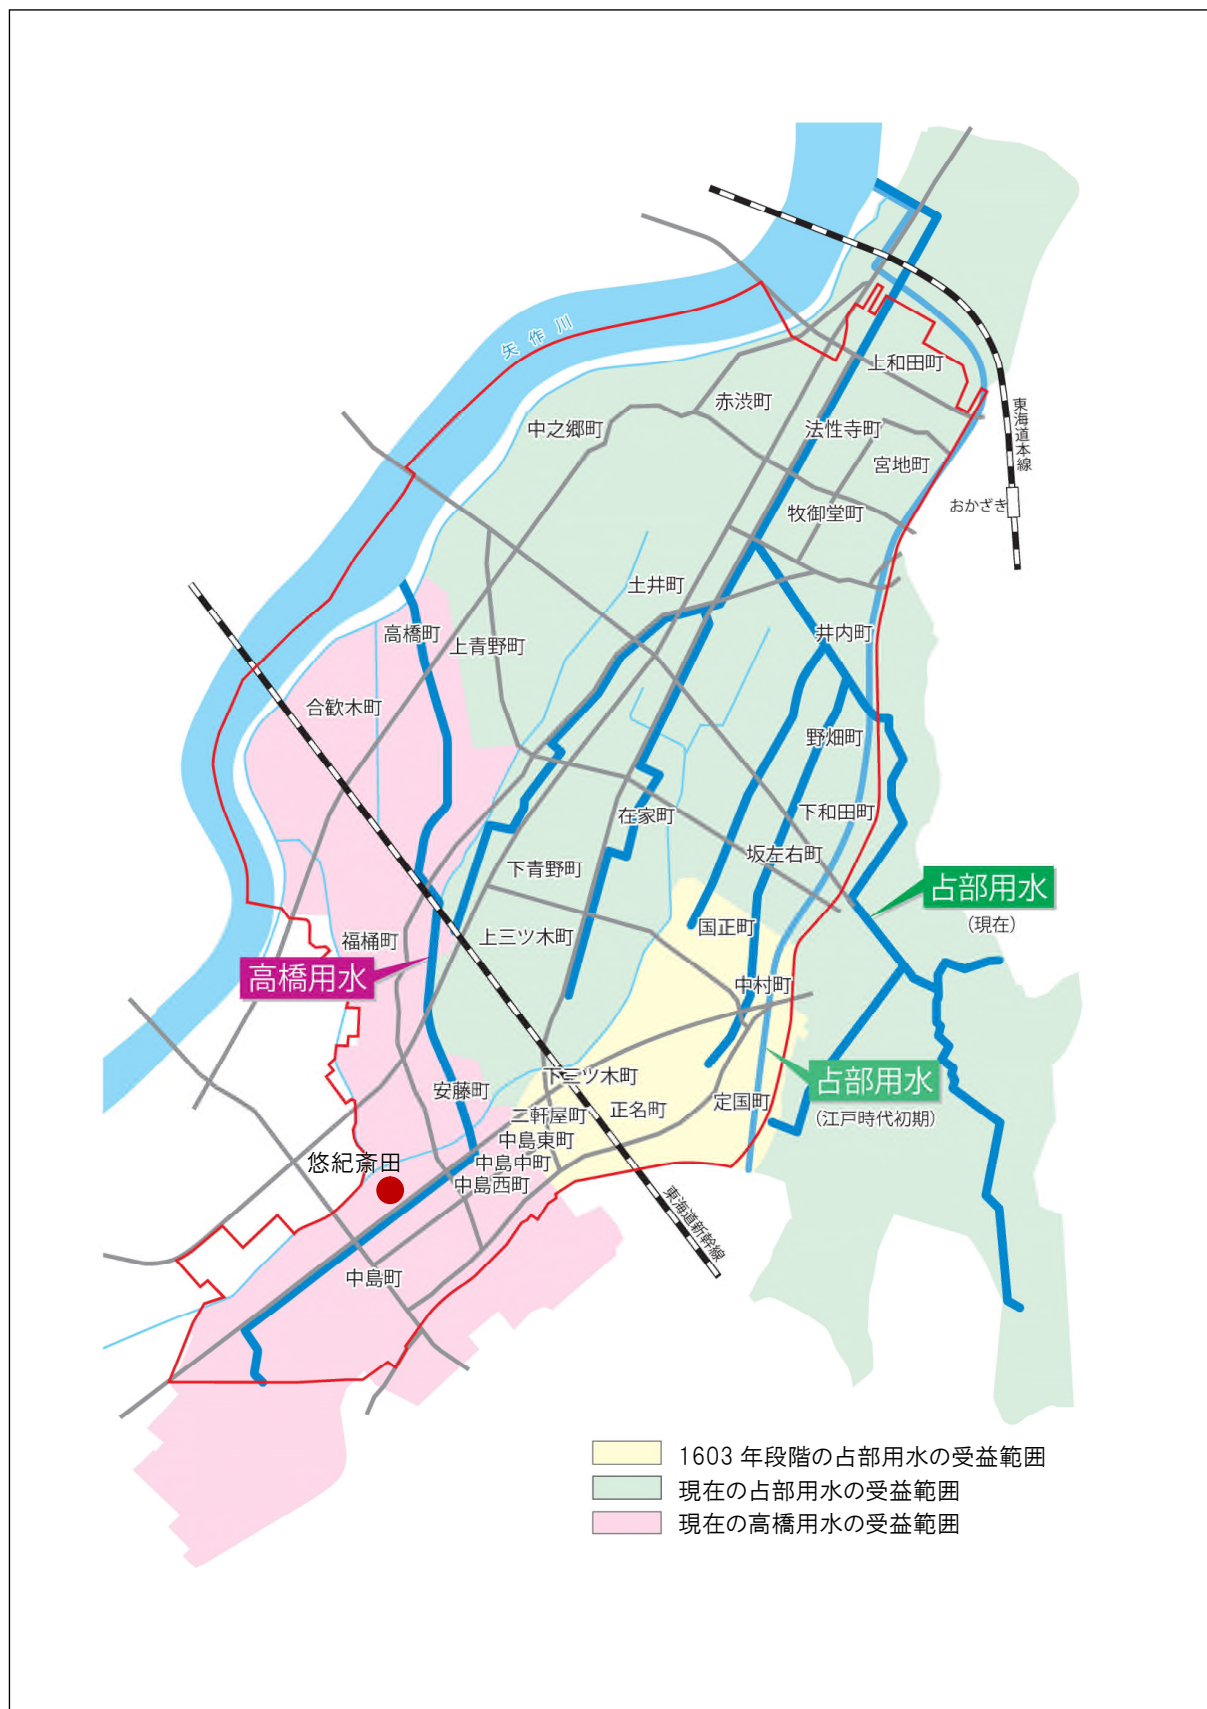 矢作川
上和田町
赤渋町
東海道本線
中之郷町
法性寺町
宮地町
おかざき
牧御堂町
土井町
高橋町
上青野町
井内町
合歓木町
野畑町
在家町
下和田町
坂左右町
下青野町
占部用水
(現在)
国正町
上三ツ木町
福桶町
高橋用水
中村町
下三ツ木町
占部用水
(江戸時代初期)
安藤町
正名町
定国町
二軒屋町
中島東町
悠紀斎田
中島中町
中島西町
東海道新幹線
中島町
1603 年段階の占部用水の受益範囲
現在の占部用水の受益範囲
現在の高橋用水の受益範囲